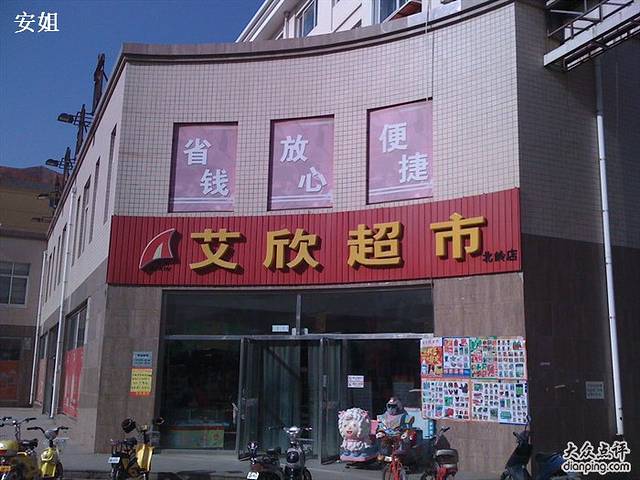 安姐
省钱
放心
便捷
艾欣超市
北岭店
大众点评
dianping.com